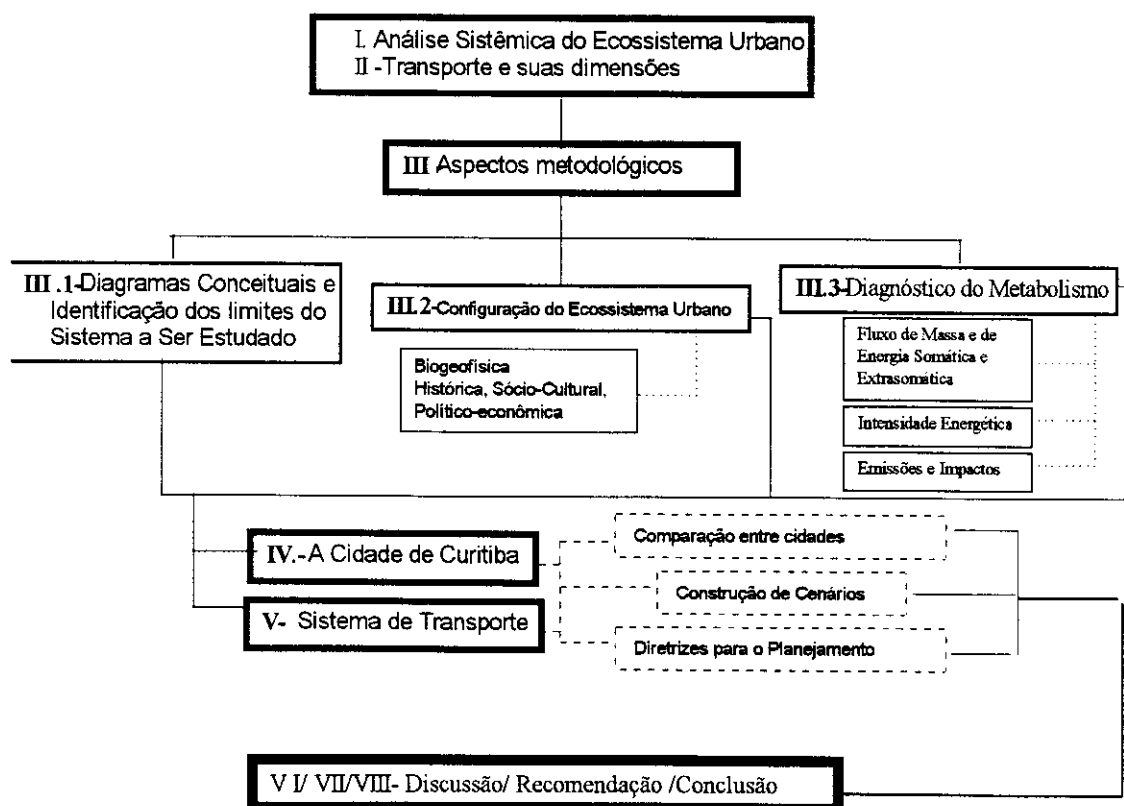 I. Análise Sistêmica do Ecossistema Urbano
II -Transporte e suas dimensões
III Aspectos metodológicos
III .1-Diagramas Conceituais e
Identificação dos limites do
Sistema a Ser Estudado
III.2-Configuração do Ecossistema Urbano
Biogeofísica
Histórica, Sócio-Cultural,
Político-econômica
III.3-Diagnóstico do Metabolismo
Fluxo de Massa e de
Energia Somática e
Extrasomática
Intensidade Energética
Emissões e Impactos
IV.-A Cidade de Curitiba
V- Sistema de Transporte
Comparação entre cidades
Construção de Cenários
Diretrizes para o Planejamento
V I/ VII/VIII- Discussão/ Recomendação /Conclusão